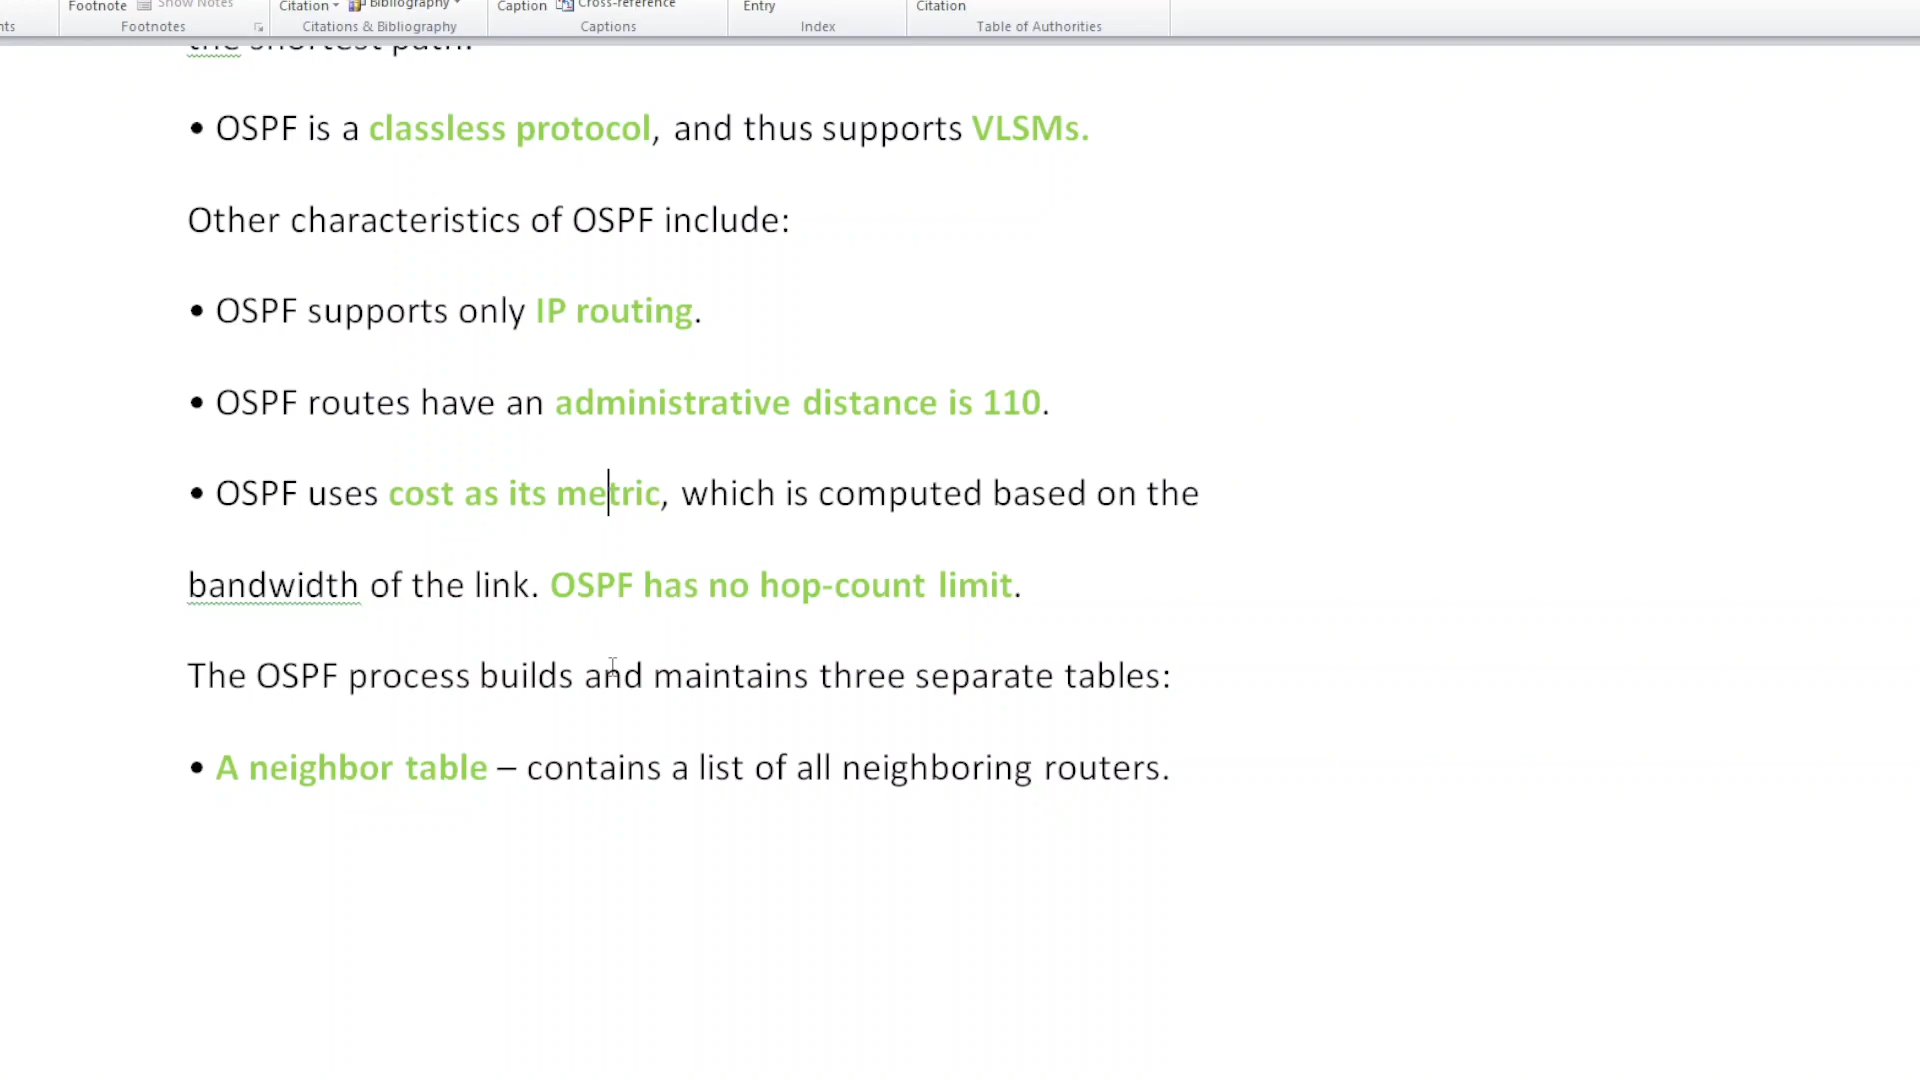 Footnote Show Notes Citation Bibliography Caption Cross-reference Entry Citation
nts Footnotes Citations & Bibliography Captions Index Table of Authorities
the shortest path.
• OSPF is a classless protocol, and thus supports VLSMs.
Other characteristics of OSPF include:
• OSPF supports only IP routing.
• OSPF routes have an administrative distance is 110.
• OSPF uses cost as its metric, which is computed based on the
bandwidth of the link. OSPF has no hop-count limit.
The OSPF process builds and maintains three separate tables:
• A neighbor table – contains a list of all neighboring routers.